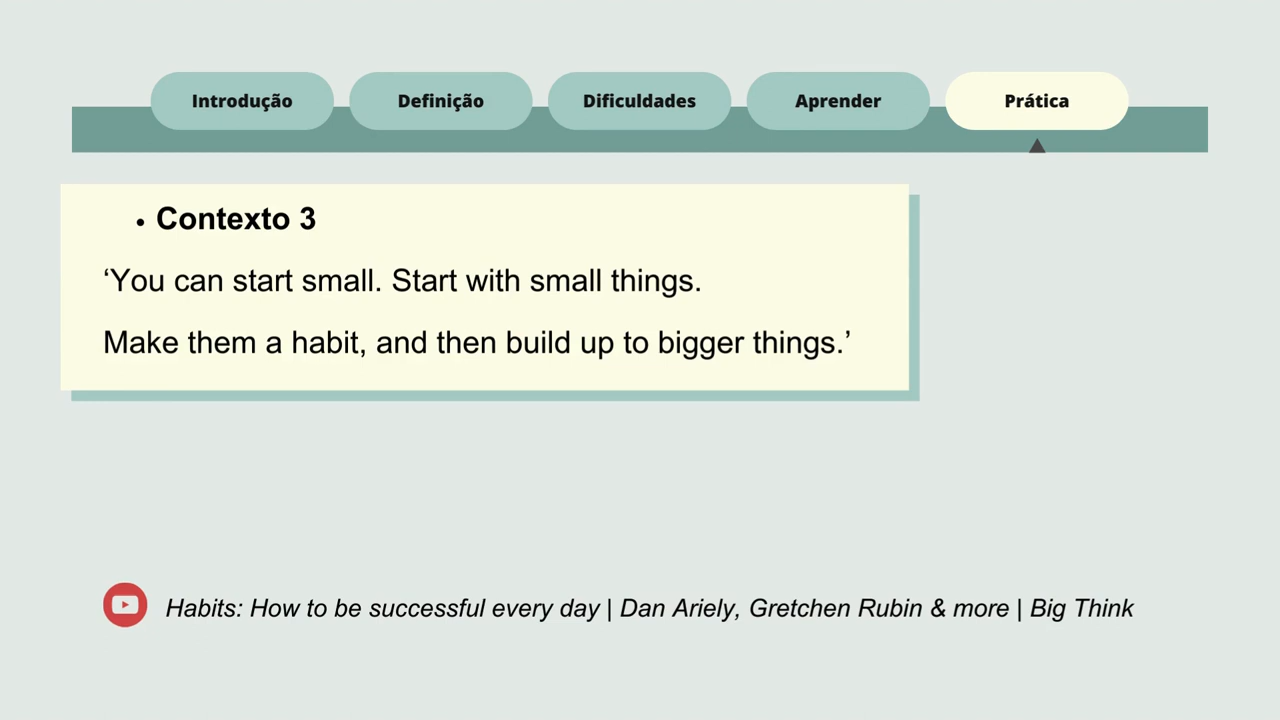 Introdução
Definição
Dificuldades
Aprender
Prática
• Contexto 3
‘You can start small. Start with small things.
Make them a habit, and then build up to bigger things.’
Habits: How to be successful every day | Dan Ariely, Gretchen Rubin & more | Big Think